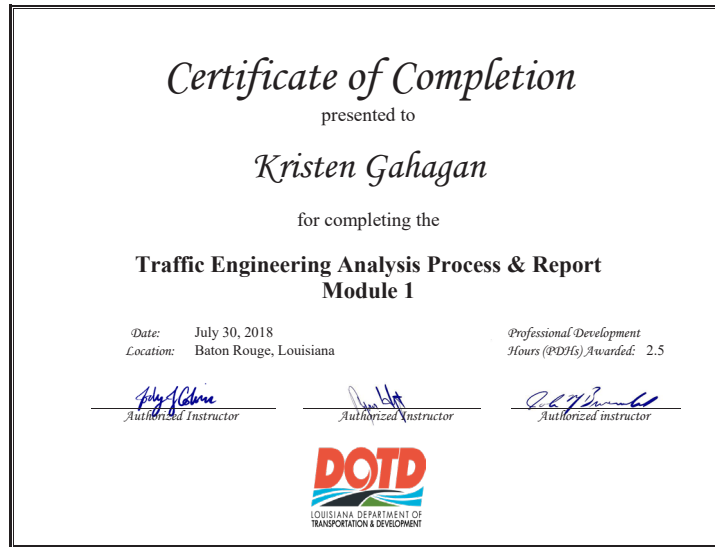 Certificate of Completion
presented to
Kristen Gahagan
for completing the
Traffic Engineering Analysis Process & Report
Module 1
Date: July 30, 2018
Location: Baton Rouge, Louisiana
Professional Development
Hours (PDHs) Awarded: 2.5
Authorized Instructor
Authorized Instructor
Authorized instructor
DOTD
LOUISIANA DEPARTMENT OF
TRANSPORTATION & DEVELOPMENT